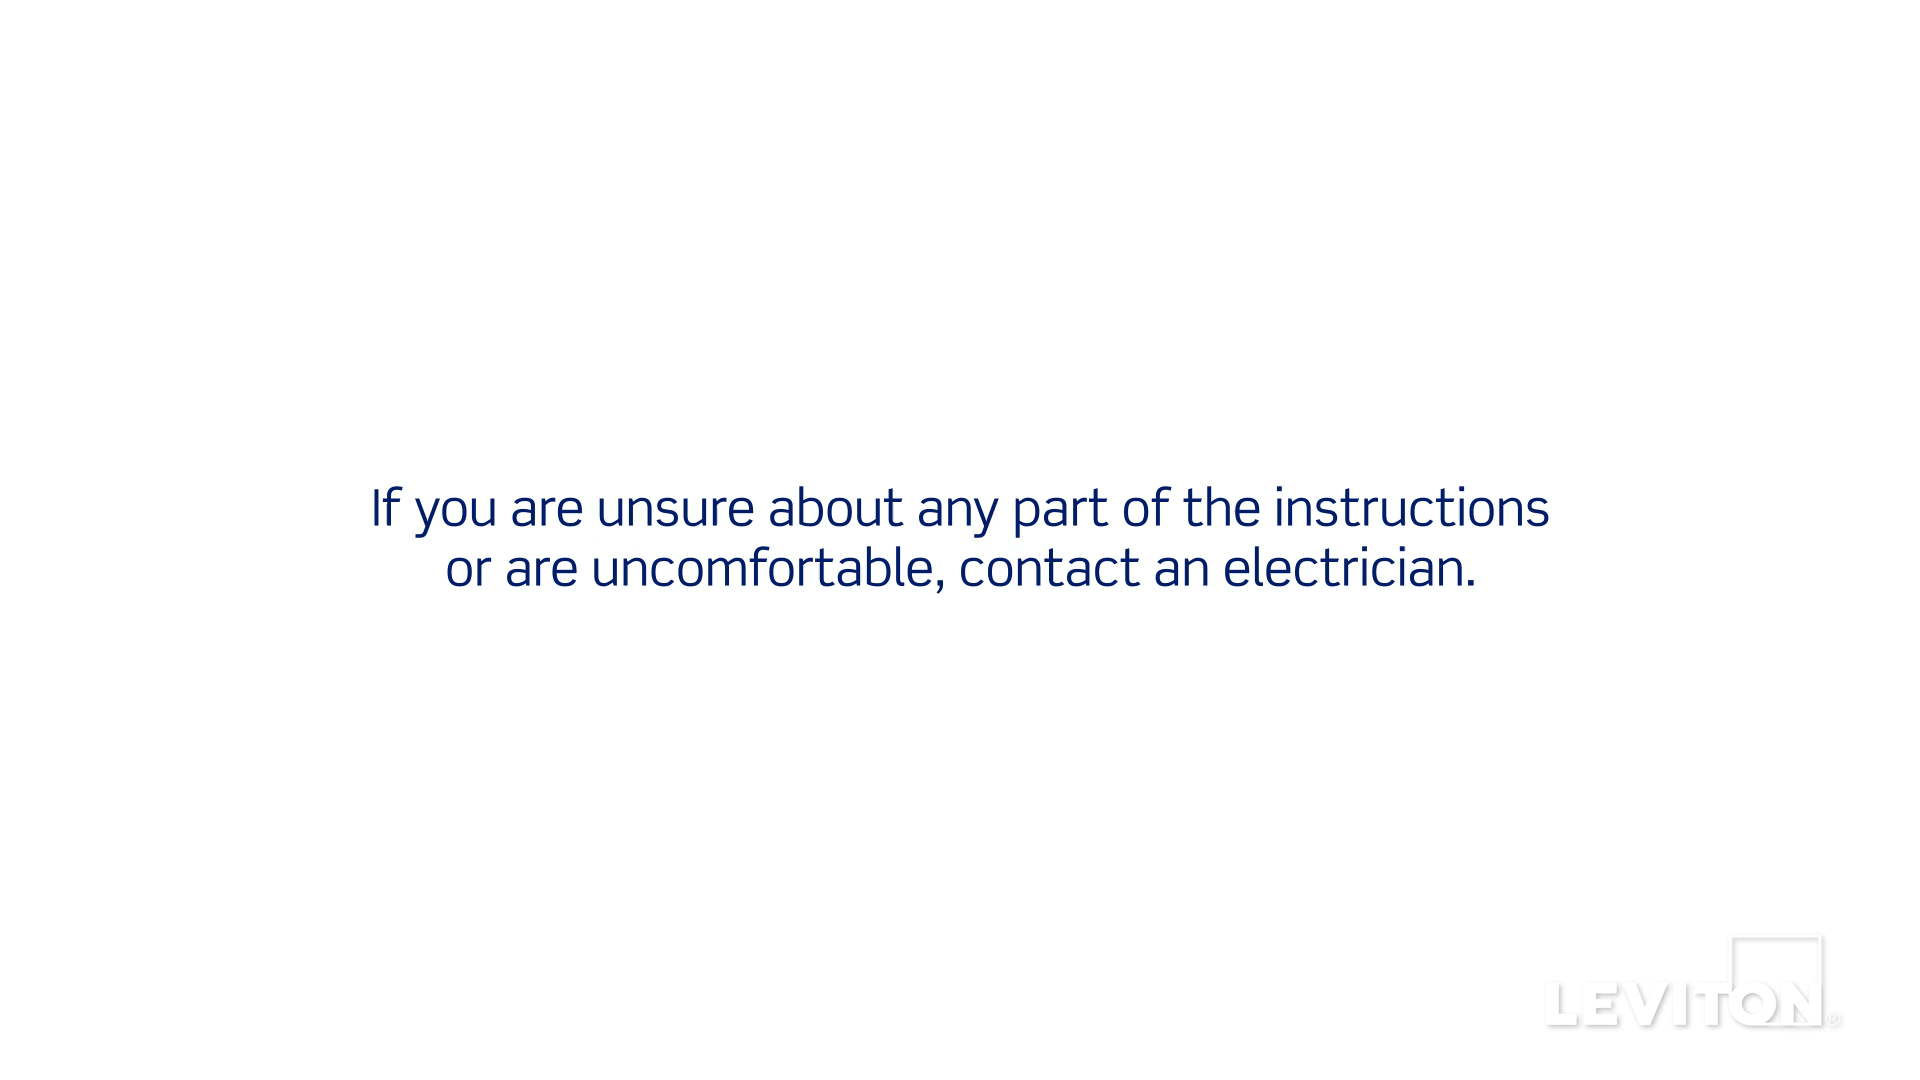 If you are unsure about any part of the instructions
or are uncomfortable, contact an electrician.
LEVITON®